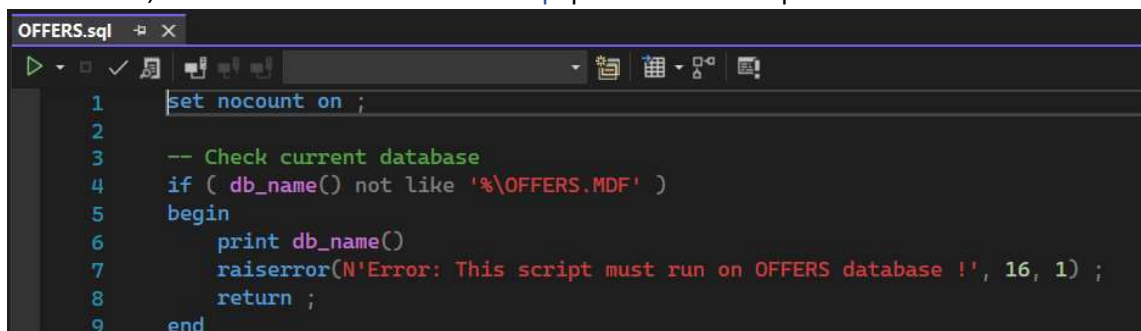 OFFERS.sql
1 set nocount on ;
2
3 -- Check current database
4 if ( db_name() not like '%\OFFERS.MDF' )
5 begin
6 print db_name()
7 raiserror(N'Error: This script must run on OFFERS database !', 16, 1) ;
8 return ;
9 end